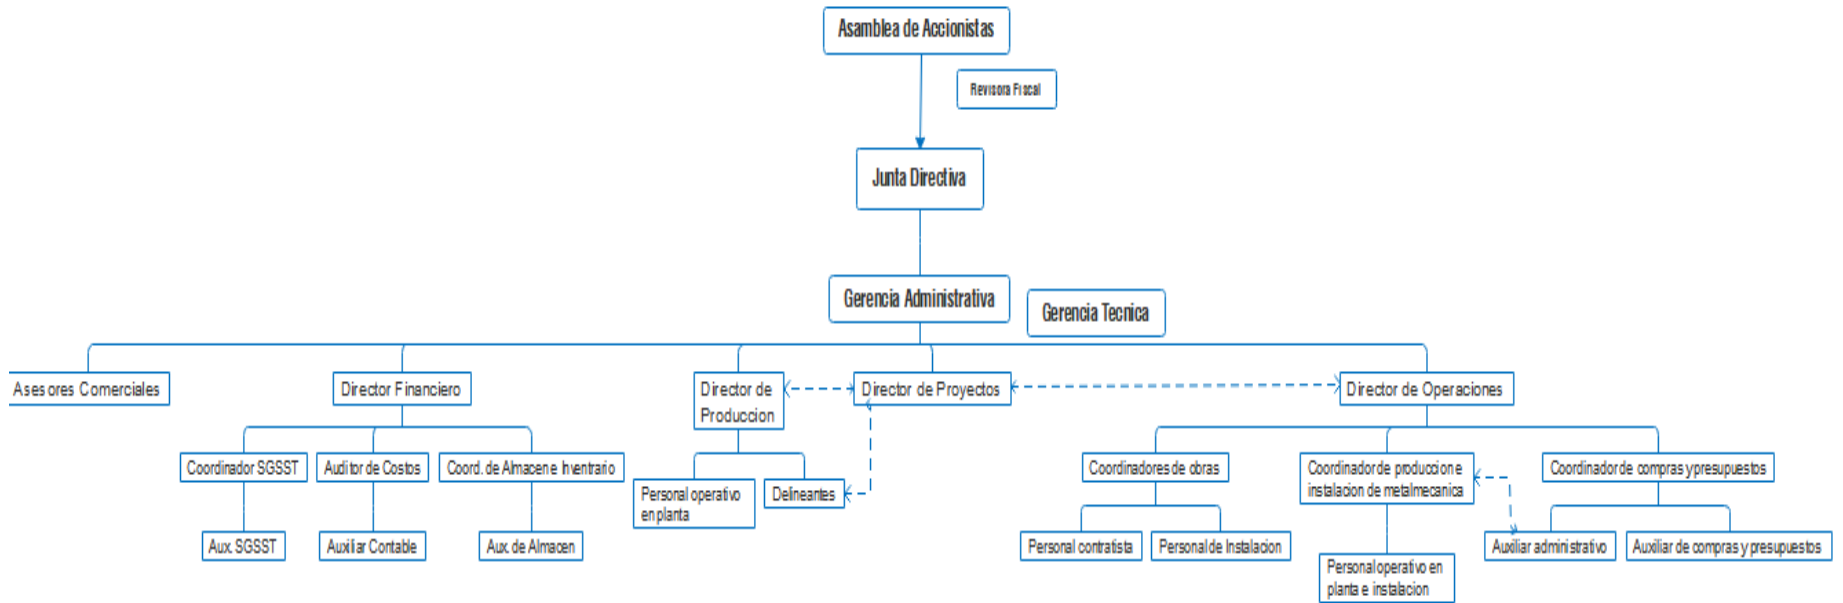 Asamblea de Accionistas
Revisora Fiscal
Junta Directiva
Gerencia Administrativa
Gerencia Tecnica
Asesores Comerciales
Director Financiero
Director de
Produccion
Director de Proyectos
Director de Operaciones
Coordinador SGSST
Auditor de Costos
Coord. de Almacen e Inventario
Personal operativo
en planta
Delineantes
Coordinadores de obras
Coordinador de produccion e
instalacion de metalmecanica
Coordinador de compras y presupuestos
Aux. SGSST
Auxiliar Contable
Aux. de Almacen
Personal contratista
Personal de Instalacion
Personal operativo en
planta e instalacion
Auxiliar administrativo
Auxiliar de compras y presupuestos